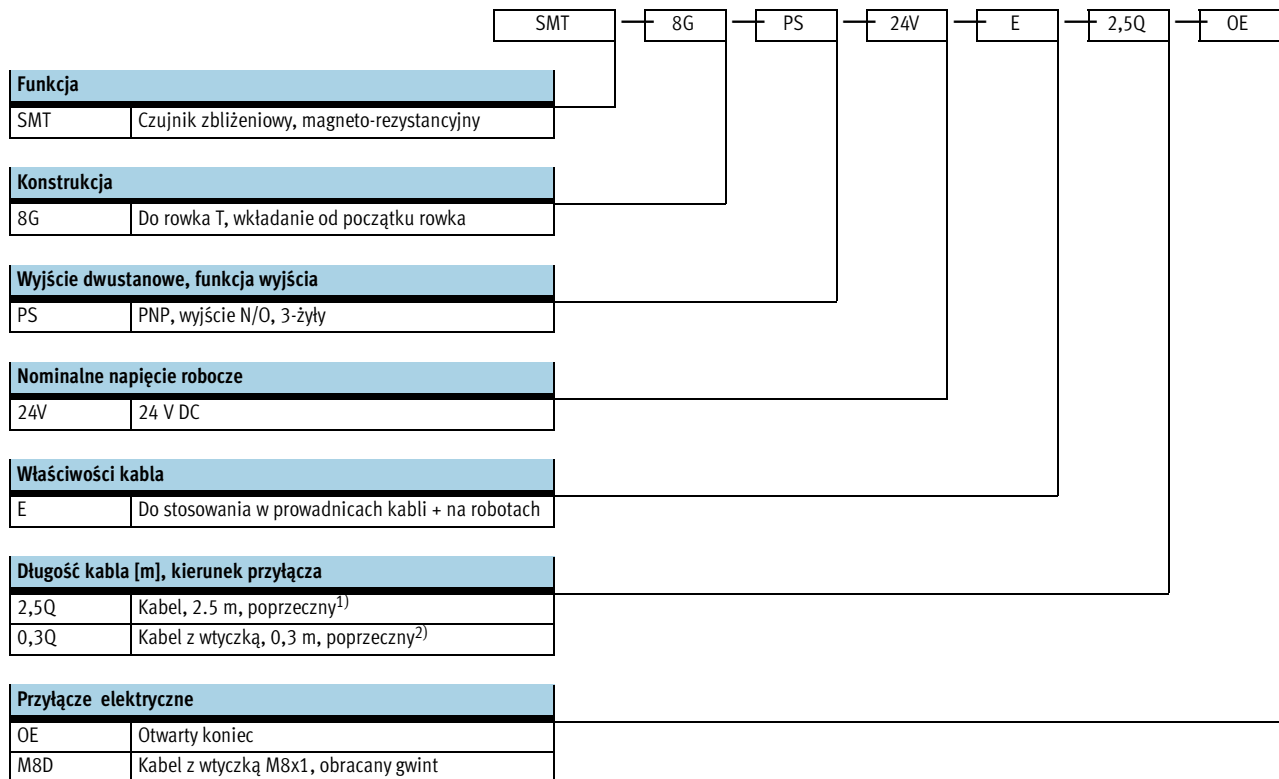 SMT 8G PS 24V E 2,5Q OE
Funkcja
SMT Czujnik zbliżeniowy, magneto-rezystancyjny
Konstrukcja
8G Do rowka T, wkładanie od początku rowka
Wyjście dwustanowe, funkcja wyjścia
PS PNP, wyjście N/O, 3-żyły
Nominalne napięcie robocze
24V 24 V DC
Właściwości kabla
E Do stosowania w prowadnicach kabli + na robotach
Długość kabla [m], kierunek przyłącza
2,5Q Kabel, 2.5 m, poprzeczny1)
0,3Q Kabel z wtyczką, 0,3 m, poprzeczny2)
Przyłącze elektryczne
OE Otwarty koniec
M8D Kabel z wtyczką M8x1, obracany gwint